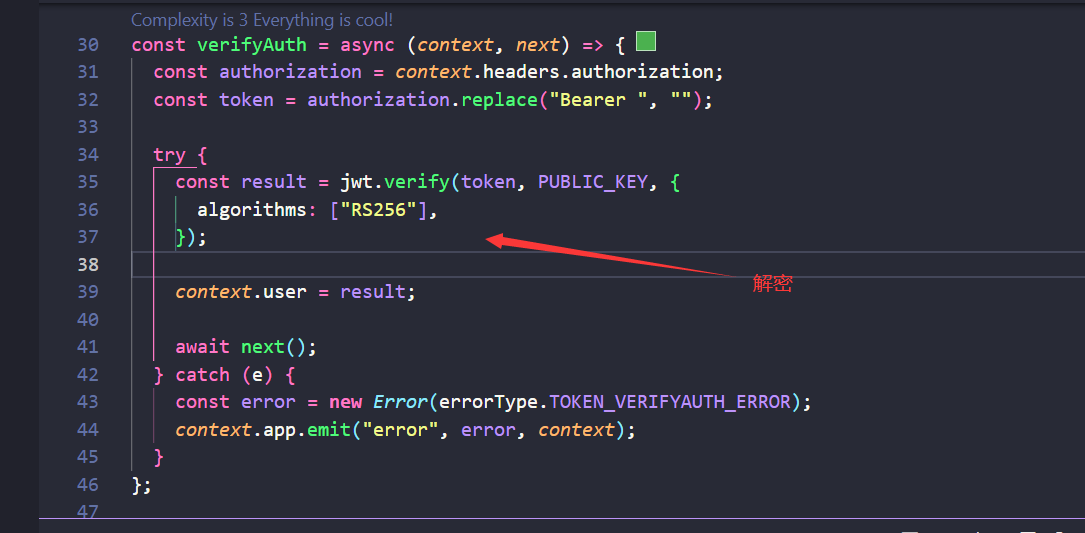 Complexity is 3 Everything is cool!
30 const verifyAuth = async (context, next) => {
31 const authorization = context.headers.authorization;
32 const token = authorization.replace("Bearer ", "");
33
34 try {
35 const result = jwt.verify(token, PUBLIC_KEY, {
36 algorithms: ["RS256"],
37 });
38
解密
39 context.user = result;
40
41 await next();
42 } catch (e) {
43 const error = new Error(errorType.TOKEN_VERIFYAUTH_ERROR);
44 context.app.emit("error", error, context);
45 }
46 };
47